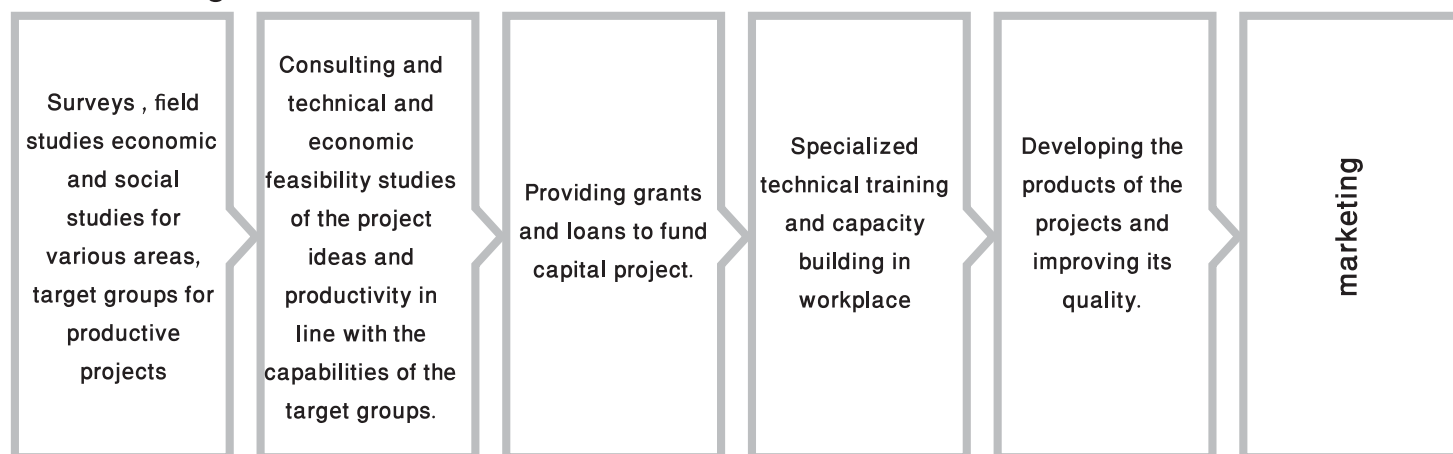 Surveys , field
studies economic
and social
studies for
various areas,
target groups for
productive
projects
Consulting and
technical and
economic
feasibility studies
of the project
ideas and
productivity in
line with the
capabilities of the
target groups.
Providing grants
and loans to fund
capital project.
Specialized
technical training
and capacity
building in
workplace
Developing the
products of the
projects and
improving its
quality.
marketing